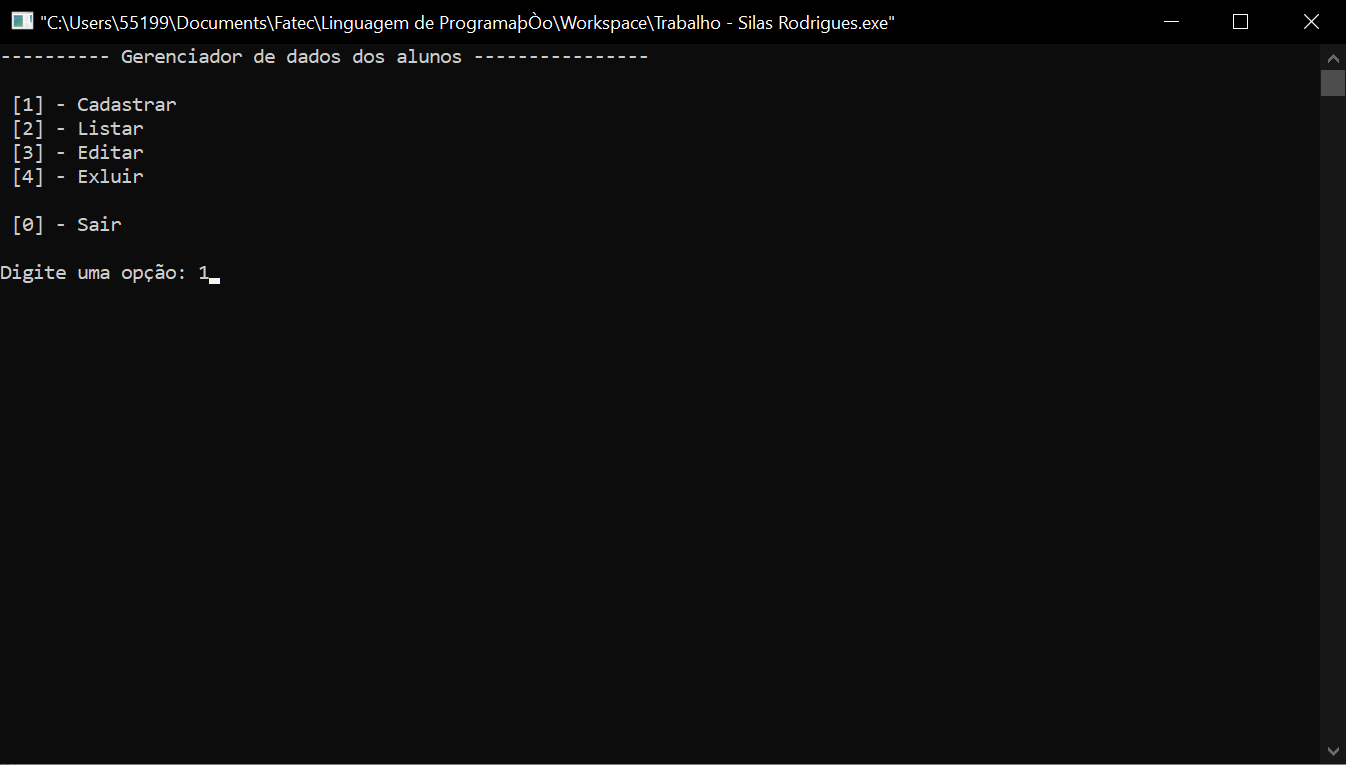 "C:\Users\55199\Documents\Fatec\Linguagem de ProgramaþÒo\Workspace\Trabalho - Silas Rodrigues.exe"
---------- Gerenciador de dados dos alunos ----------------
[1] - Cadastrar
[2] - Listar
[3] - Editar
[4] - Exluir
[0] - Sair
Digite uma opção: 1